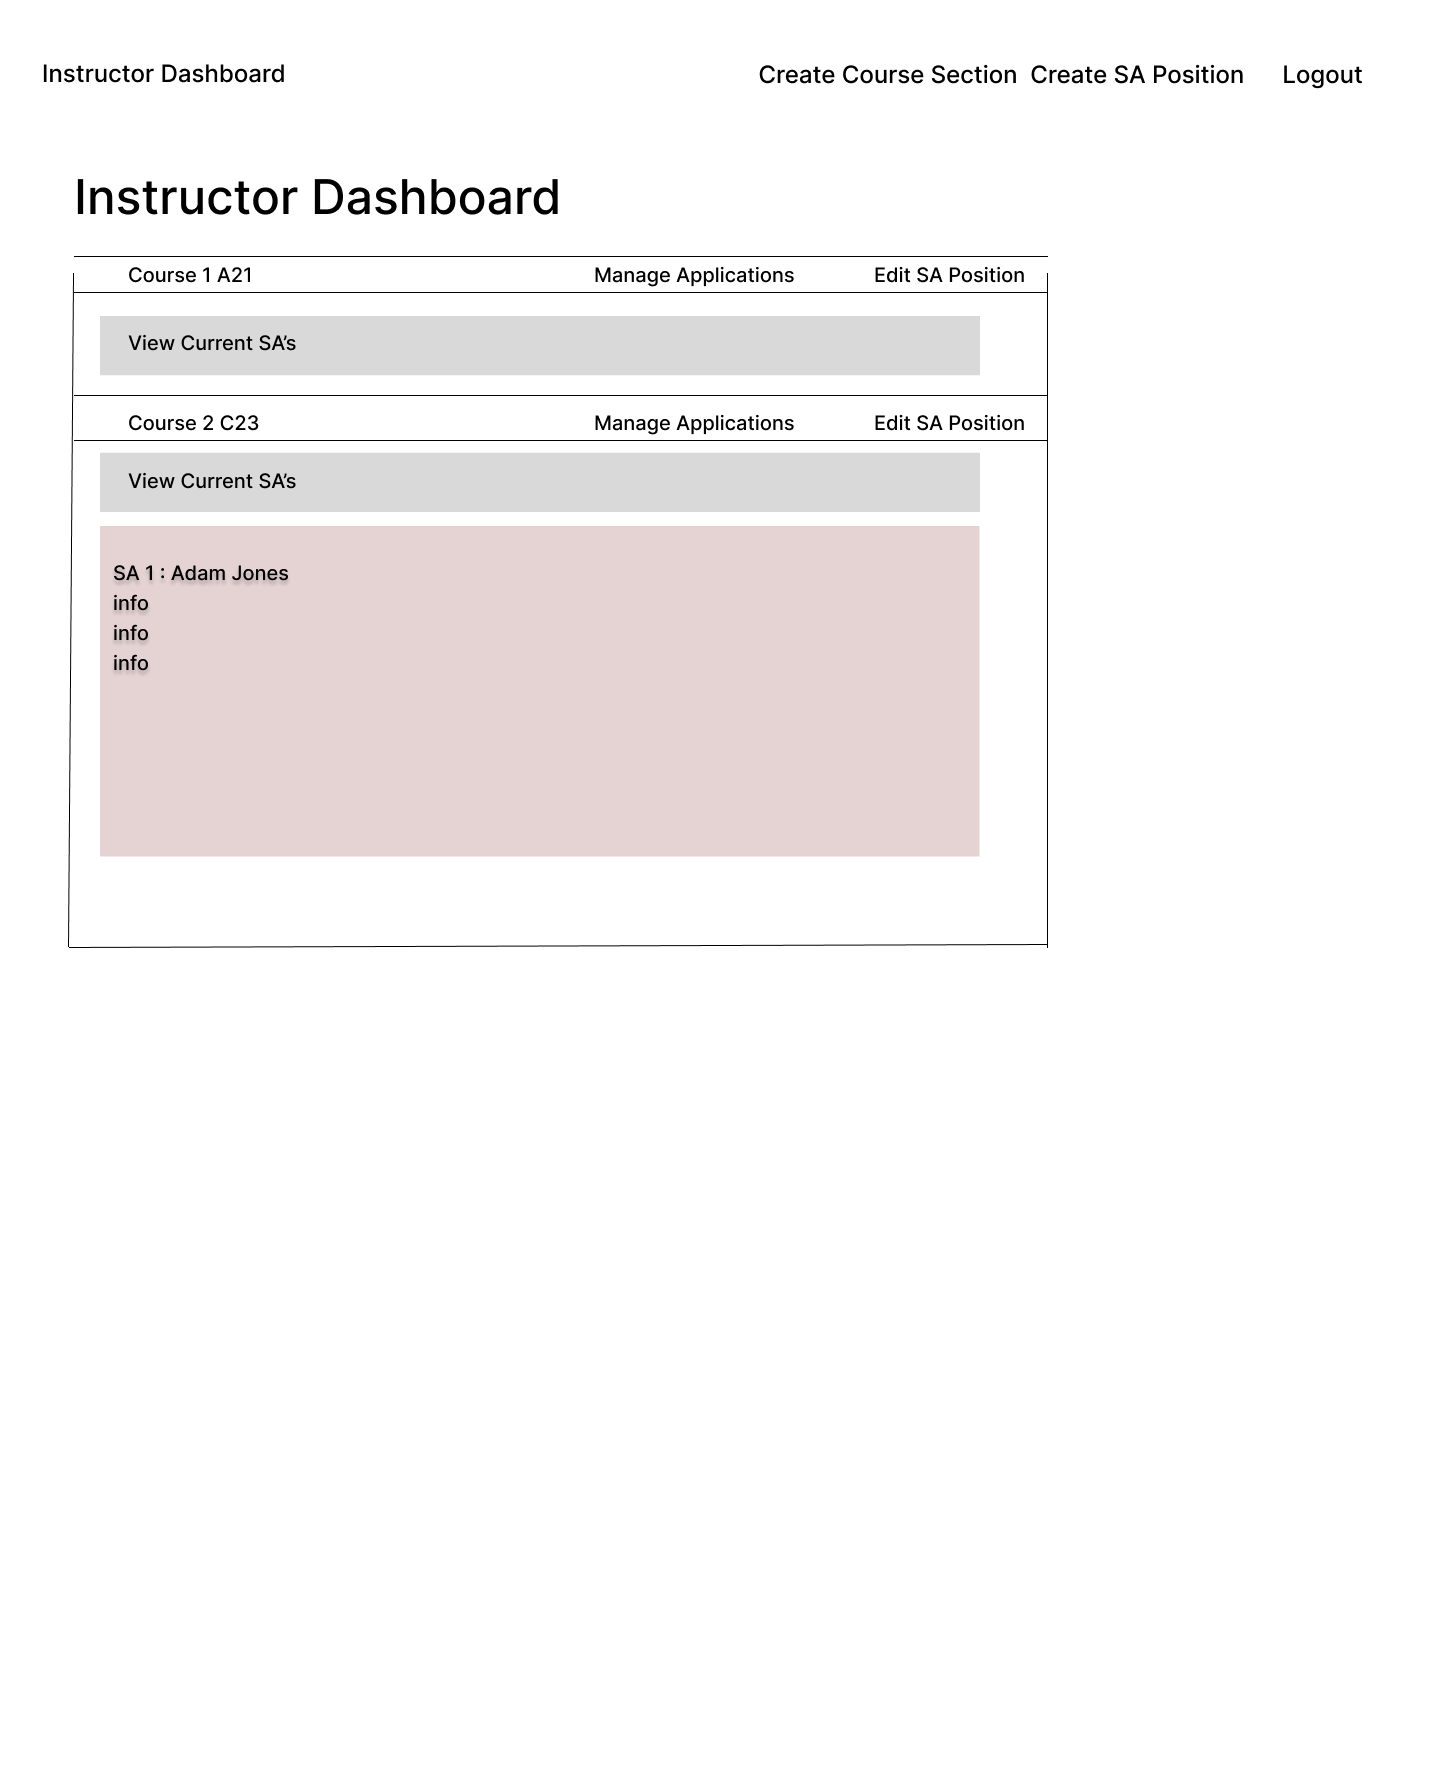 Instructor Dashboard Create Course Section Create SA Position Logout
Instructor Dashboard
Course 1 A21 Manage Applications Edit SA Position
View Current SA’s
Course 2 C23 Manage Applications Edit SA Position
View Current SA’s
SA 1 : Adam Jones
info
info
info